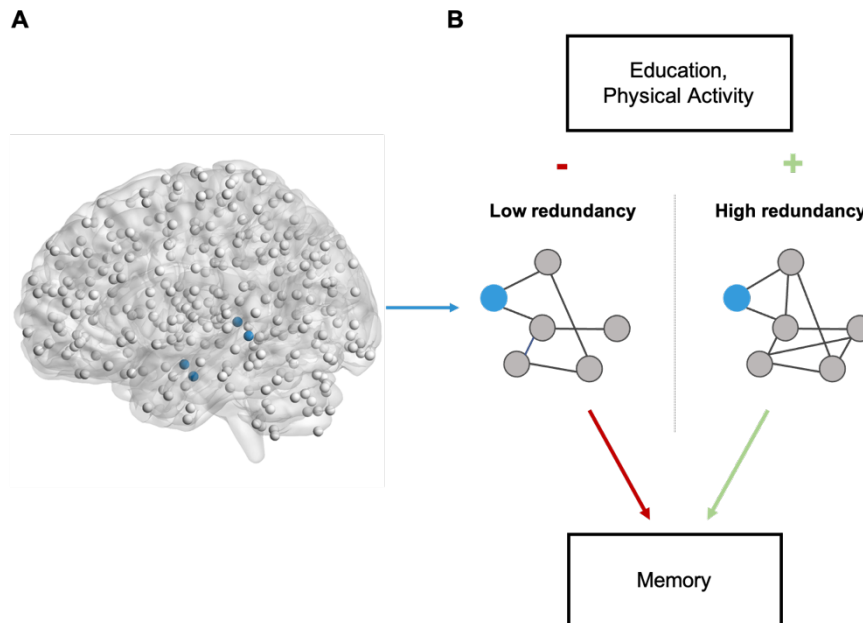 A
B
Education,
Physical Activity
-
+
Low redundancy
High redundancy
Memory